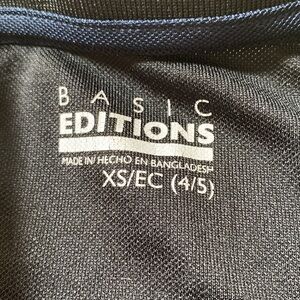 BASIC
EDITIONS
MADE IN/ HECHO EN BANGLADESH
XS/EC (4/5)